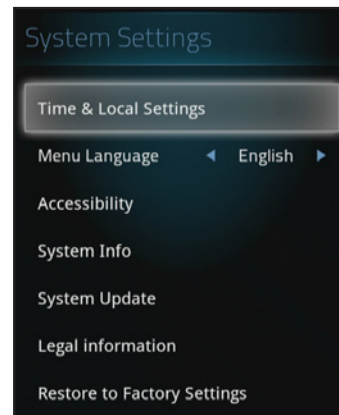 System Settings
Time & Local Settings
Menu Language English
Accessibility
System Info
System Update
Legal information
Restore to Factory Settings